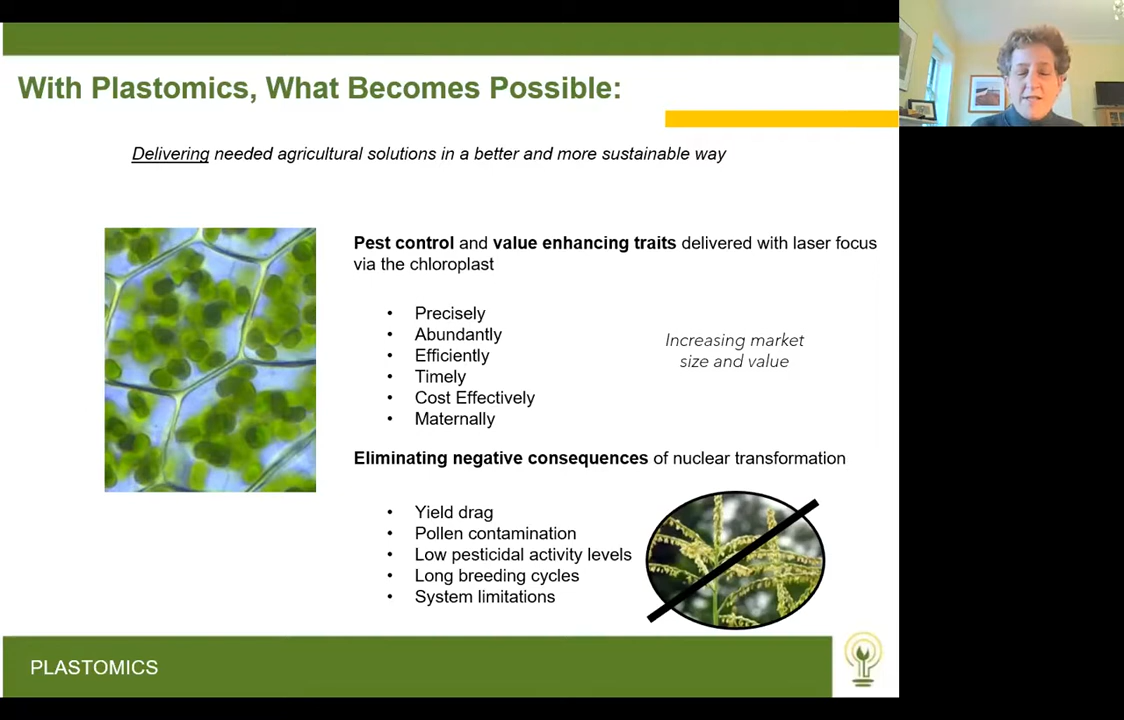 With Plastomics, What Becomes Possible:
Delivering needed agricultural solutions in a better and more sustainable way
Pest control and value enhancing traits delivered with laser focus
via the chloroplast
• Precisely
• Abundantly
• Efficiently
• Timely
• Cost Effectively
• Maternally
Increasing market
size and value
Eliminating negative consequences of nuclear transformation
• Yield drag
• Pollen contamination
• Low pesticidal activity levels
• Long breeding cycles
• System limitations
PLASTOMICS